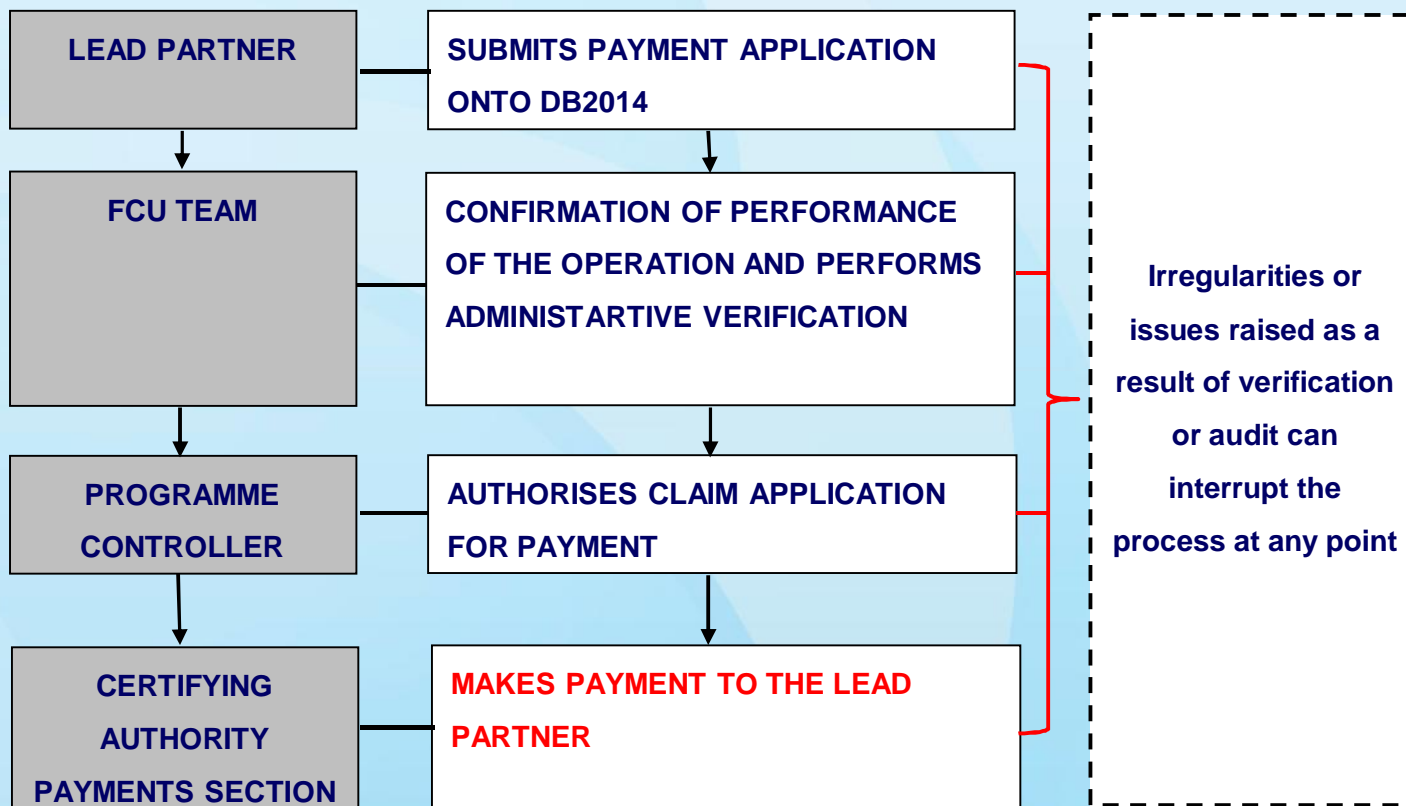 LEAD PARTNER
SUBMITS PAYMENT APPLICATION
ONTO DB2014
FCU TEAM
CONFIRMATION OF PERFORMANCE
OF THE OPERATION AND PERFORMS
ADMINISTARTIVE VERIFICATION
PROGRAMME
CONTROLLER
AUTHORISES CLAIM APPLICATION
FOR PAYMENT
CERTIFYING
AUTHORITY
PAYMENTS SECTION
MAKES PAYMENT TO THE LEAD
PARTNER
Irregularities or
issues raised as a
result of verification
or audit can
interrupt the
process at any point